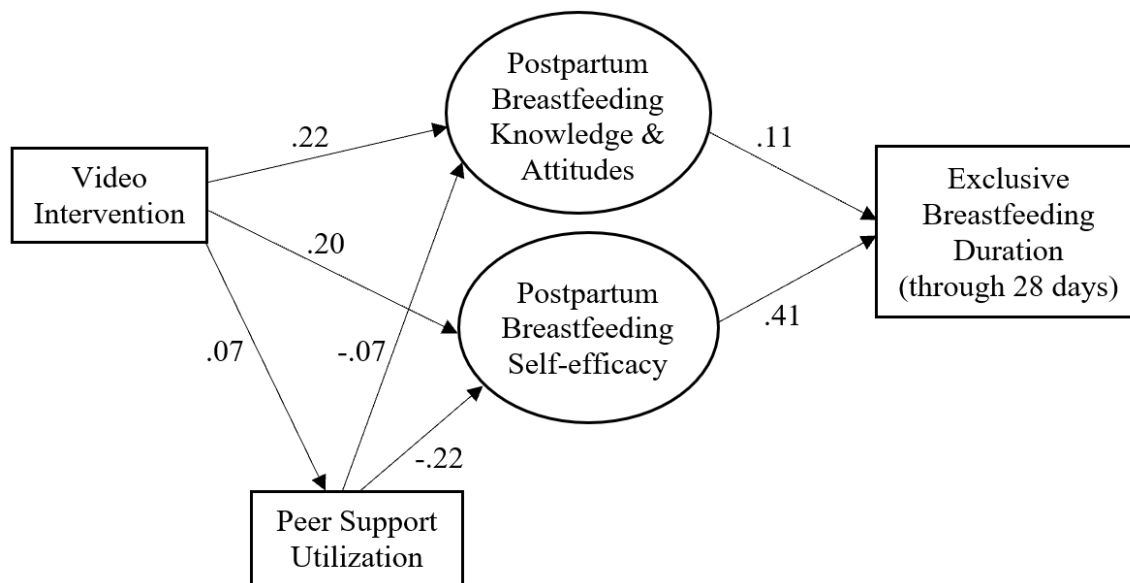 Video
Intervention
.22
.20
.07
Postpartum
Breastfeeding
Knowledge &
Attitudes
-.07
Postpartum
Breastfeeding
Self-efficacy
-.22
Peer Support
Utilization
.11
.41
Exclusive
Breastfeeding
Duration
(through 28 days)